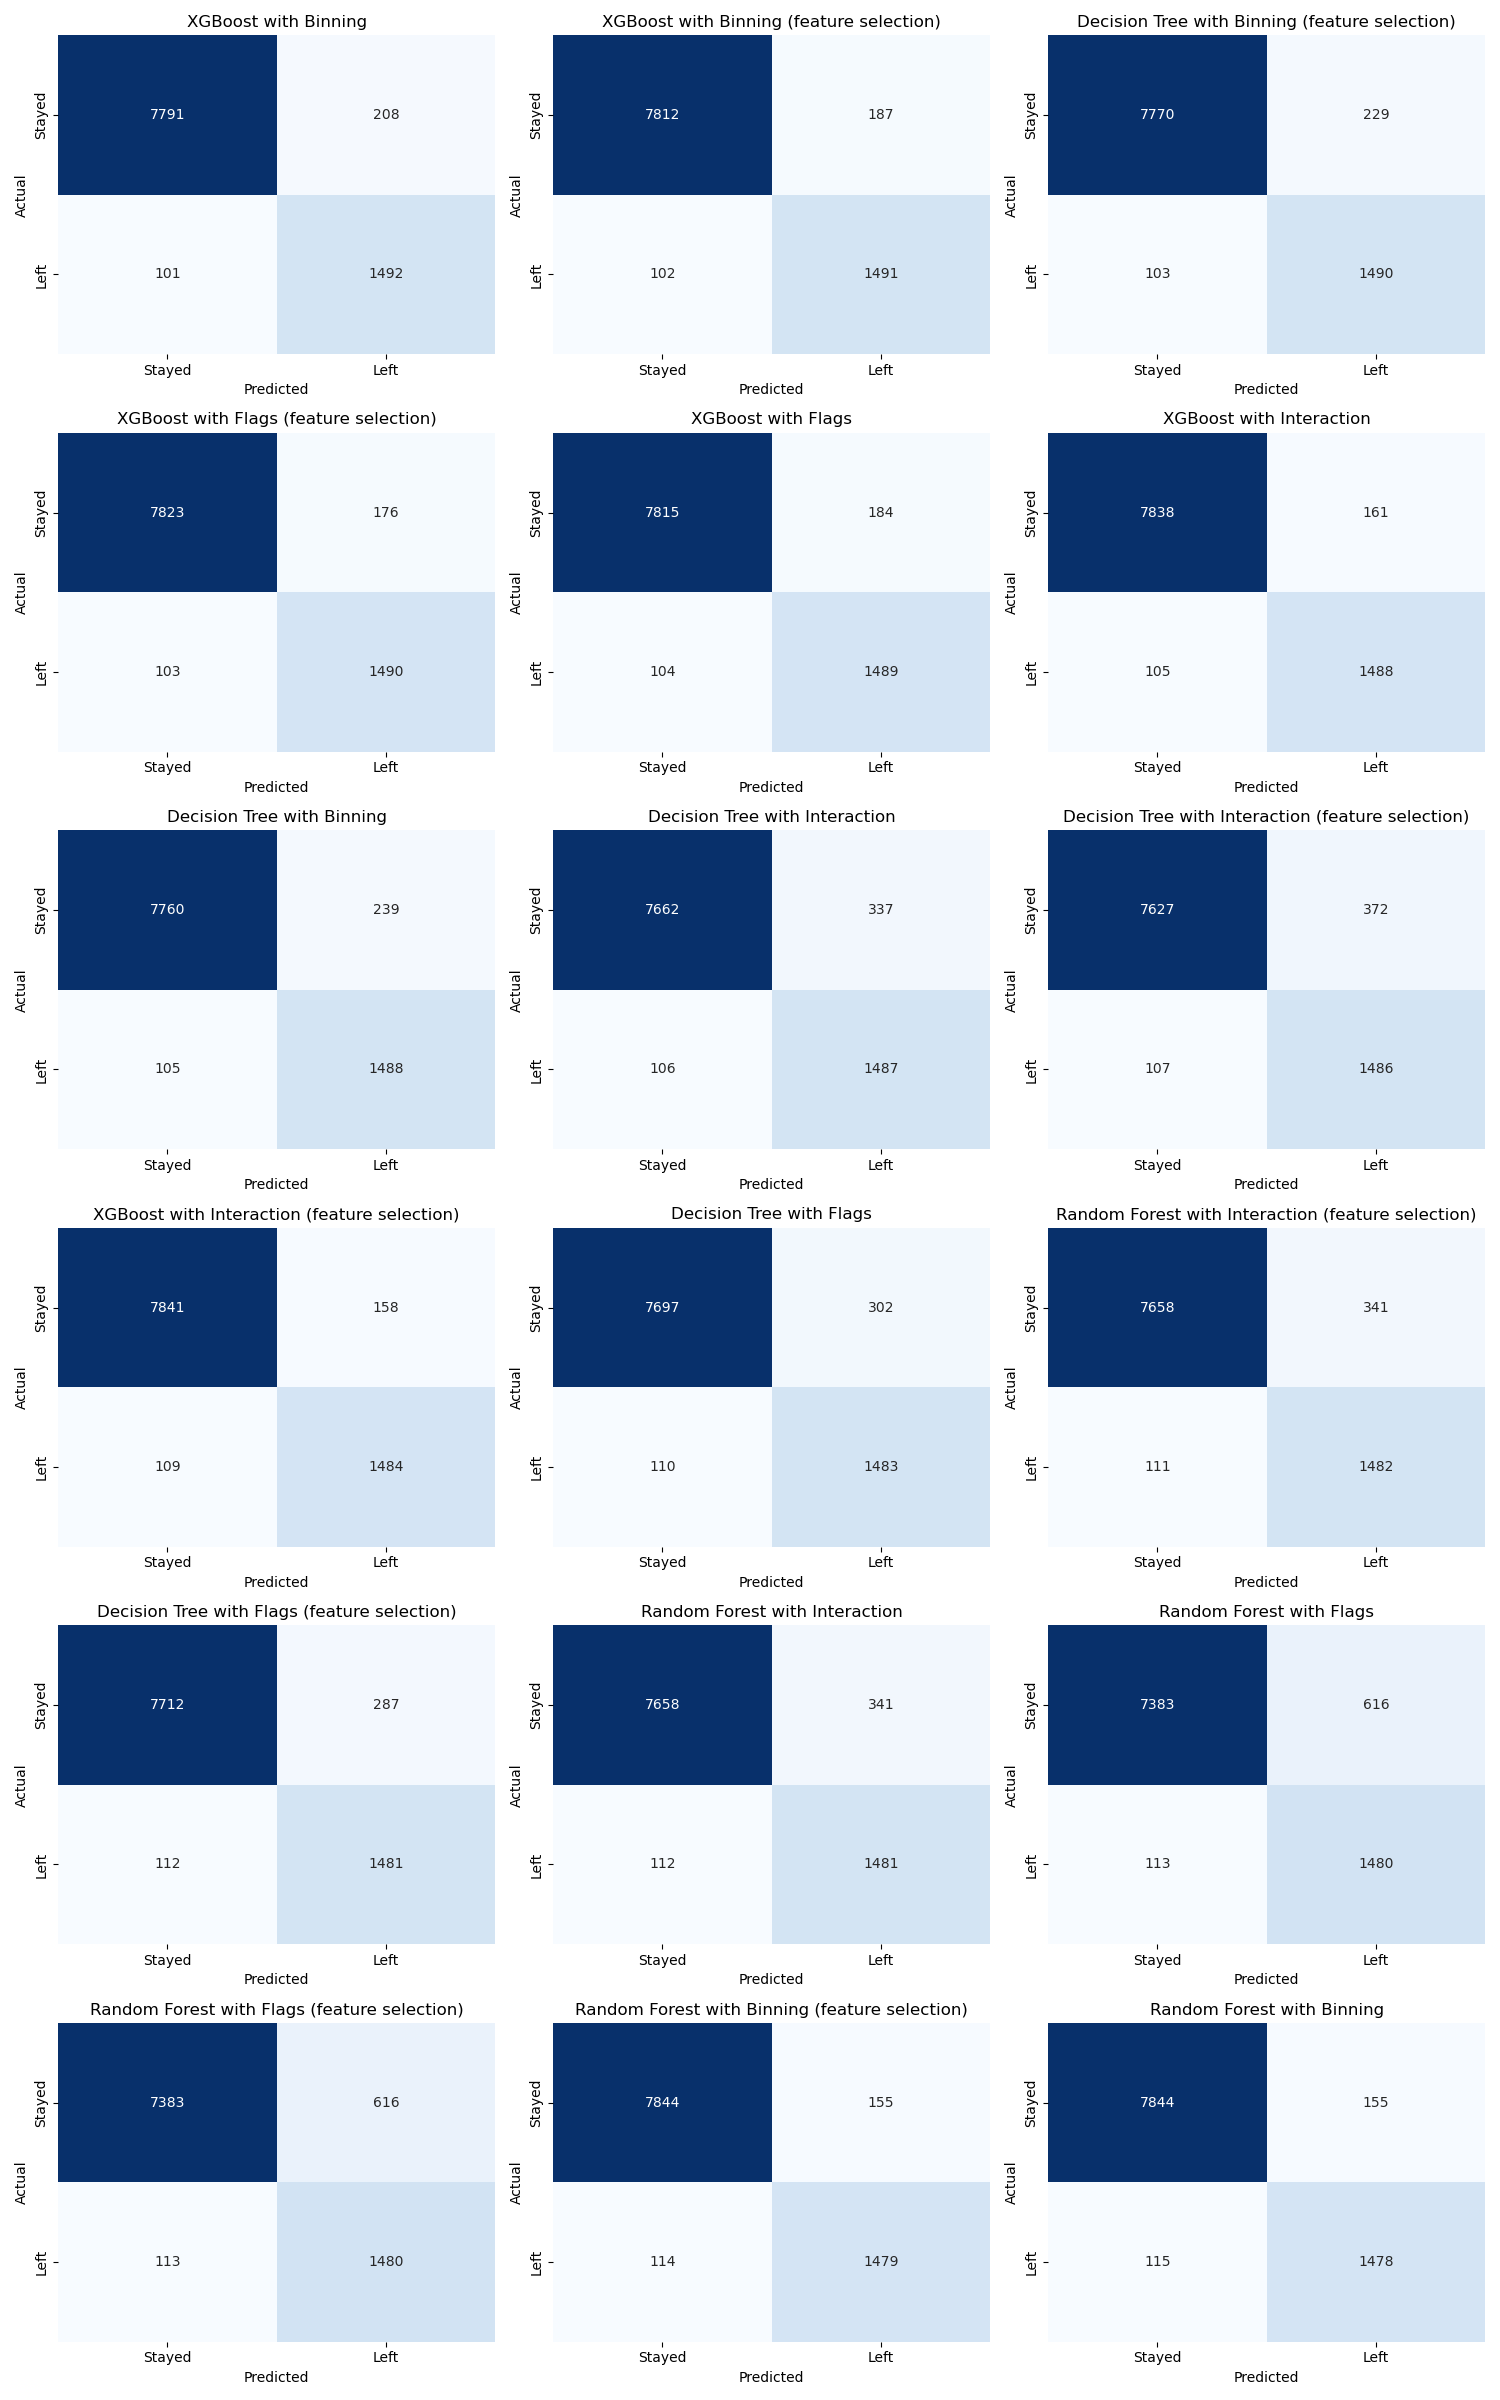 XGBoost with Binning
Stayed
7791
208
Actual
Left
101
1492
Stayed
Left
Predicted
XGBoost with Binning (feature selection)
Stayed
7812
187
Actual
Left
102
1491
Stayed
Left
Predicted
Decision Tree with Binning (feature selection)
Stayed
7770
229
Actual
Left
103
1490
Stayed
Left
Predicted
XGBoost with Flags (feature selection)
Stayed
7823
176
Actual
Left
103
1490
Stayed
Left
Predicted
XGBoost with Flags
Stayed
7815
184
Actual
Left
104
1489
Stayed
Left
Predicted
XGBoost with Interaction
Stayed
7838
161
Actual
Left
105
1488
Stayed
Left
Predicted
Decision Tree with Binning
Stayed
7760
239
Actual
Left
105
1488
Stayed
Left
Predicted
Decision Tree with Interaction
Stayed
7662
337
Actual
Left
106
1487
Stayed
Left
Predicted
Decision Tree with Interaction (feature selection)
Stayed
7627
372
Actual
Left
107
1486
Stayed
Left
Predicted
XGBoost with Interaction (feature selection)
Stayed
7841
158
Actual
Left
109
1484
Stayed
Left
Predicted
Decision Tree with Flags
Stayed
7697
302
Actual
Left
110
1483
Stayed
Left
Predicted
Random Forest with Interaction (feature selection)
Stayed
7658
341
Actual
Left
111
1482
Stayed
Left
Predicted
Decision Tree with Flags (feature selection)
Stayed
7712
287
Actual
Left
112
1481
Stayed
Left
Predicted
Random Forest with Interaction
Stayed
7658
341
Actual
Left
112
1481
Stayed
Left
Predicted
Random Forest with Flags
Stayed
7383
616
Actual
Left
113
1480
Stayed
Left
Predicted
Random Forest with Flags (feature selection)
Stayed
7383
616
Actual
Left
113
1480
Stayed
Left
Predicted
Random Forest with Binning (feature selection)
Stayed
7844
155
Actual
Left
114
1479
Stayed
Left
Predicted
Random Forest with Binning
Stayed
7844
155
Actual
Left
115
1478
Stayed
Left
Predicted